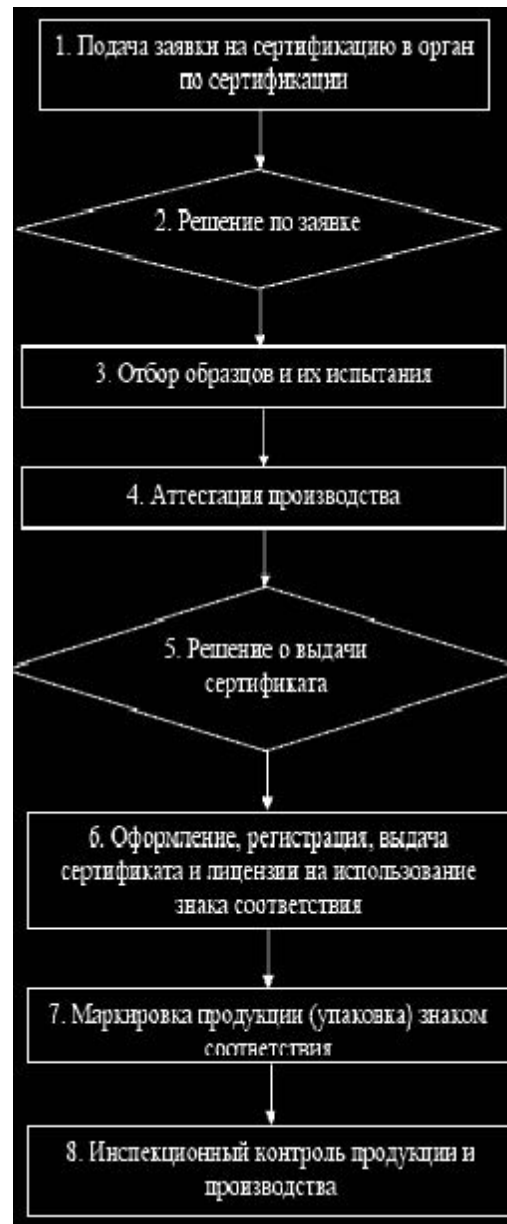 1. Подача заявки на сертификацию в орган
по сертификации
2. Решение по заявке
3. Отбор образцов и их испытания
4. Аттестация производства
5. Решение о выдачи
сертификата
6. Оформление, регистрация, выдача
сертификата и лицензии на использование
знака соответствия
7. Маркировка продукции (упаковка) знаком
соответствия
8. Инспекционный контроль продукции и
производства